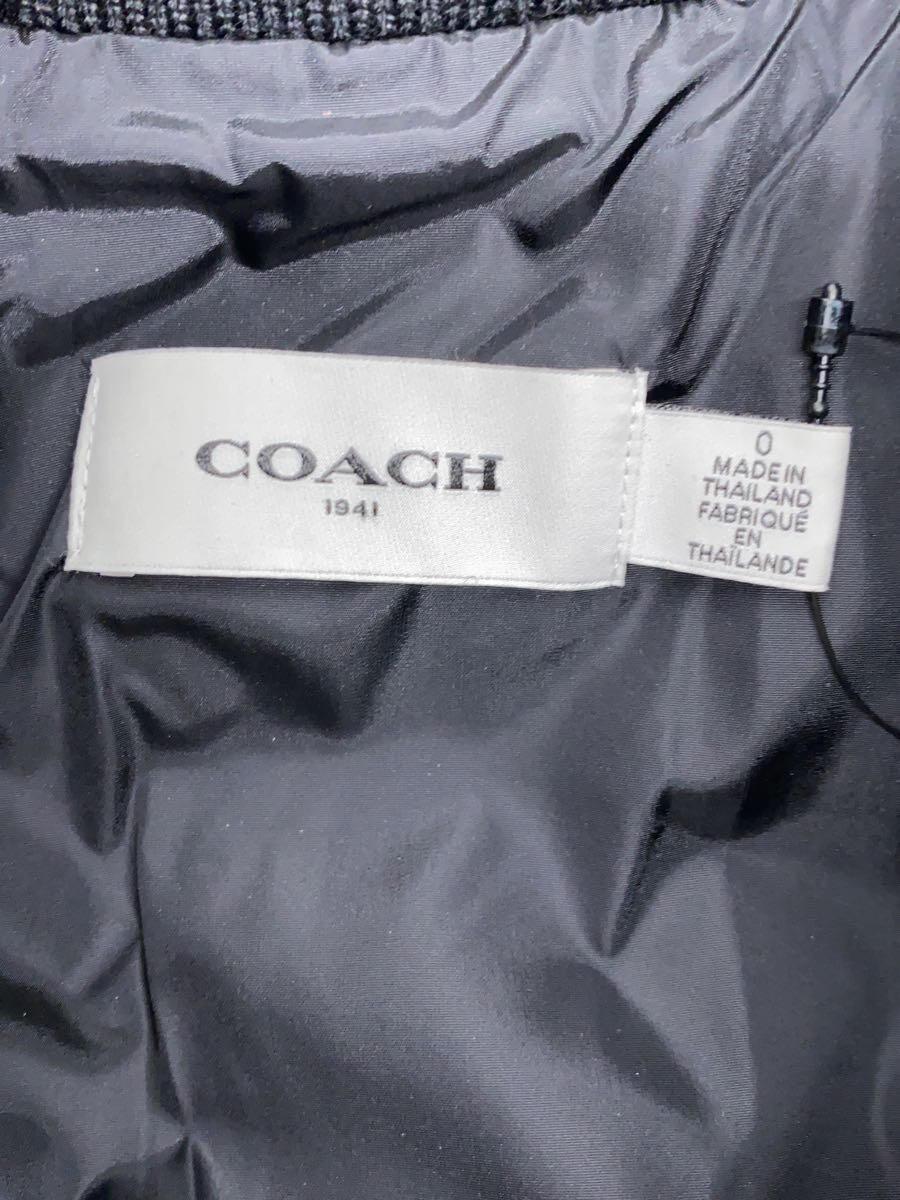 COACH
1941
0
MADE IN
THAILAND
FABRIQUÉ
EN
THAÏLANDE